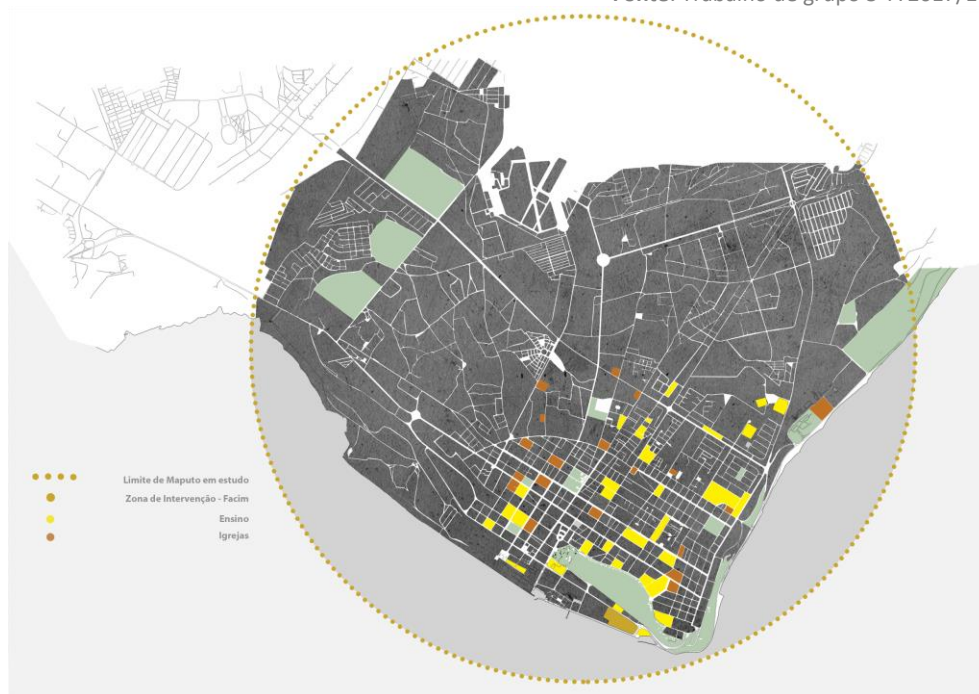 Limite de Maputo em estudo
Zona de Intervenção - Facim
Ensino
Igrejas